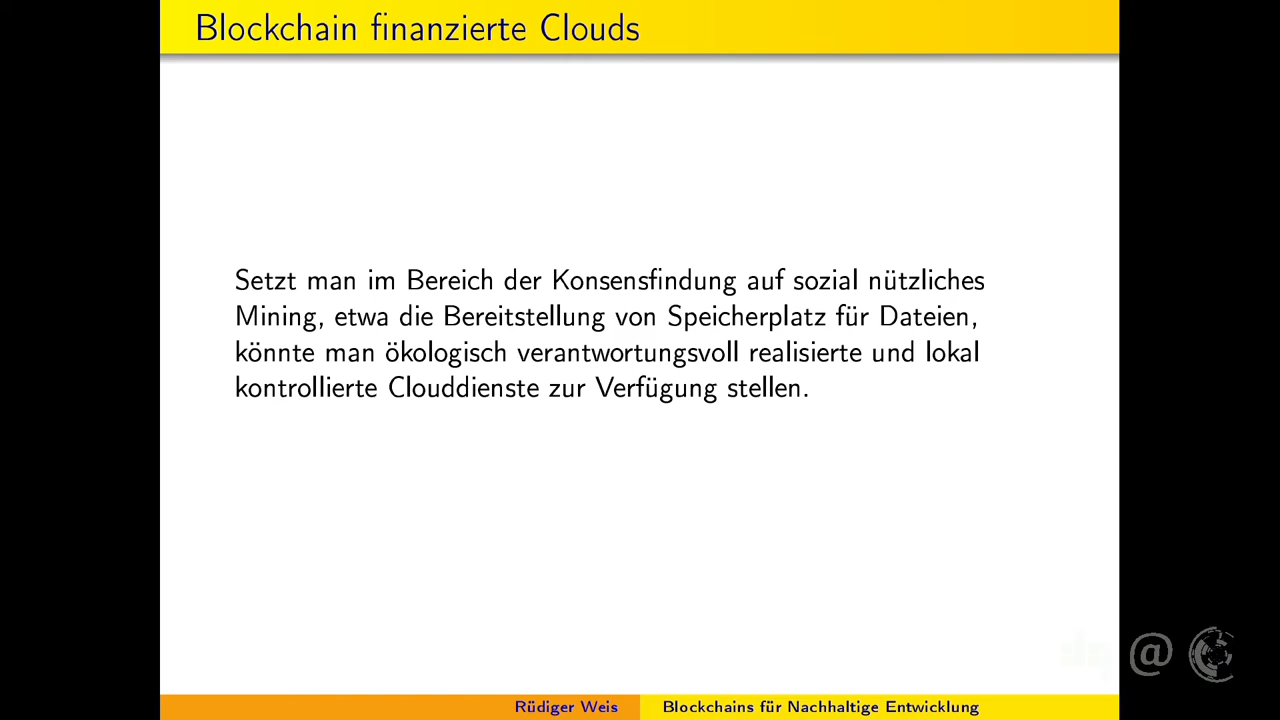 Blockchain finanzierte Clouds
Setzt man im Bereich der Konsensfindung auf sozial nützliches
Mining, etwa die Bereitstellung von Speicherplatz für Dateien,
könnte man ökologisch verantwortungsvoll realisierte und lokal
kontrollierte Clouddienste zur Verfügung stellen.
@
Rüdiger Weis
Blockchains für Nachhaltige Entwicklung